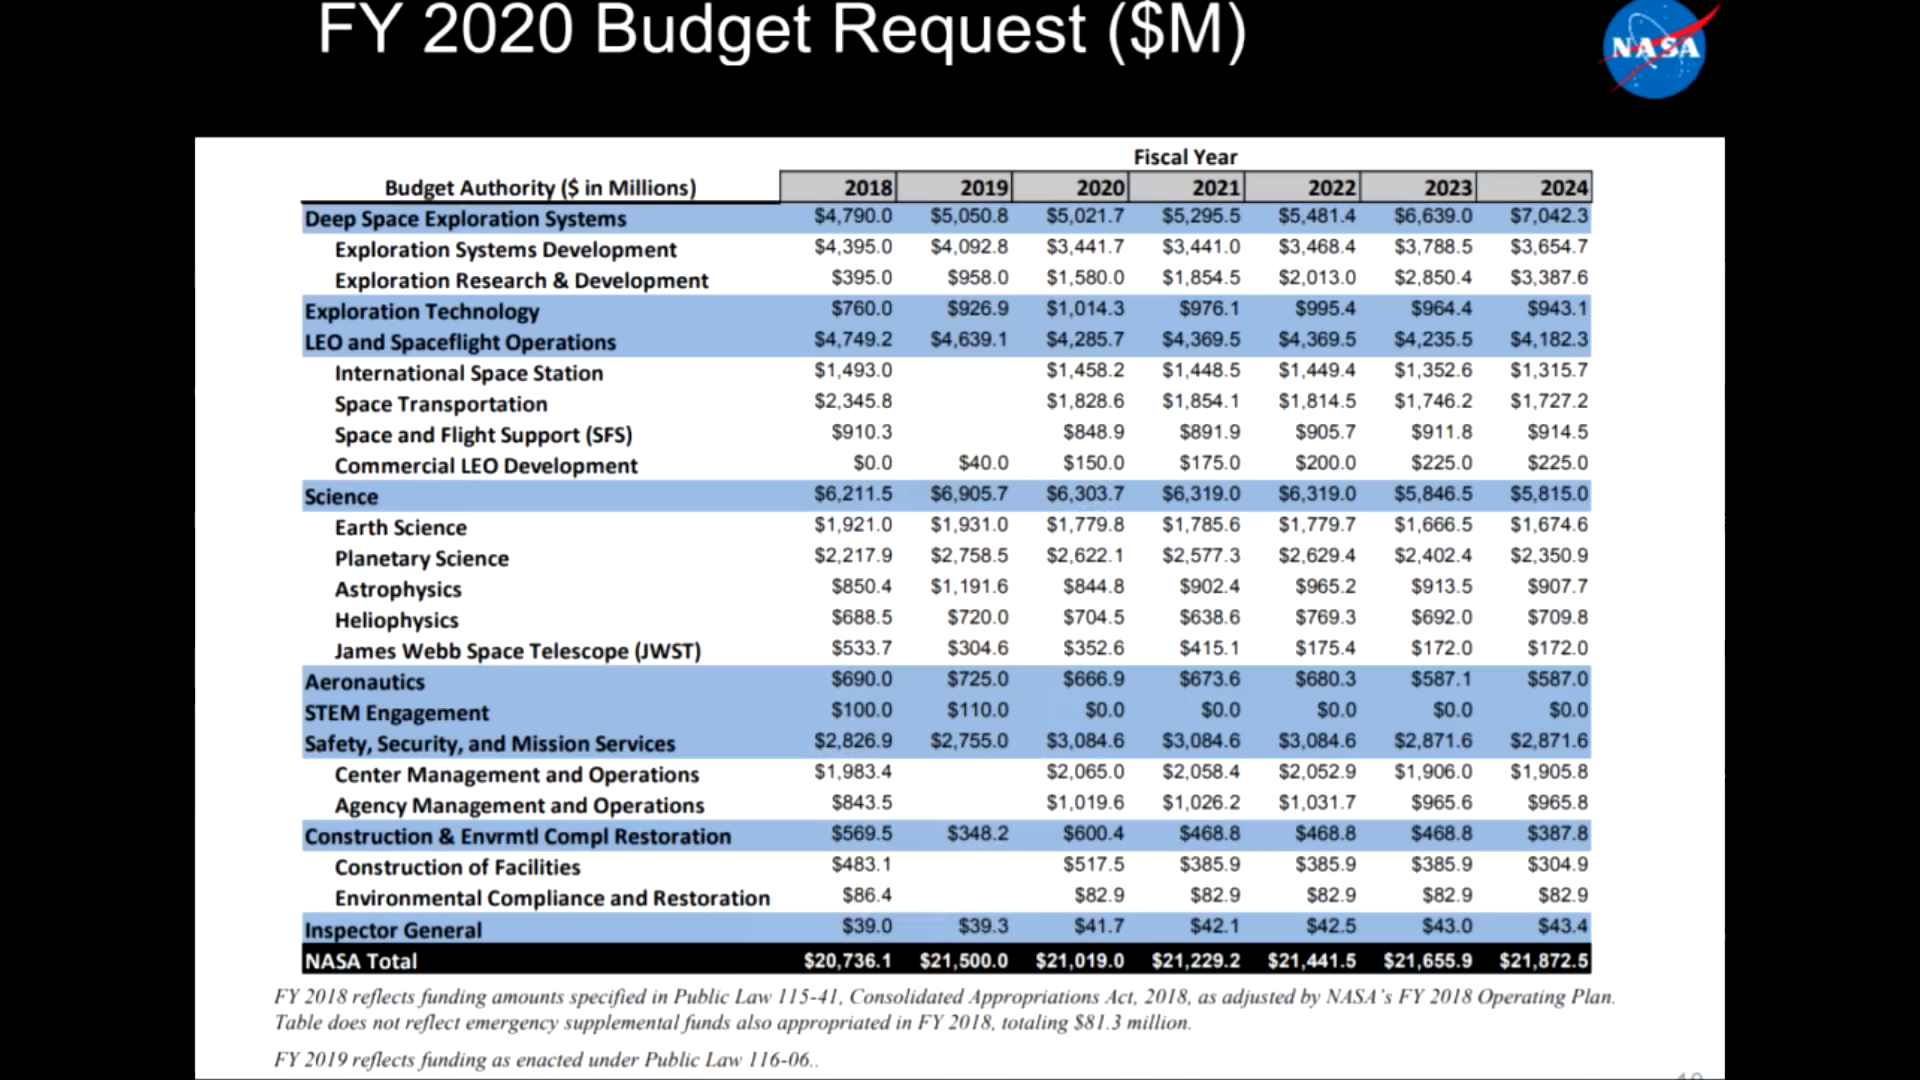 FY 2020 Budget Request ($M)
NASA
Fiscal Year
Budget Authority ($ in Millions) 2018 2019 2020 2021 2022 2023 2024
Deep Space Exploration Systems $4,790.0 $5,050.8 $5,021.7 $5,295.5 $5,481.4 $6,639.0 $7,042.3
Exploration Systems Development $4,395.0 $4,092.8 $3,441.7 $3,441.0 $3,468.4 $3,788.5 $3,654.7
Exploration Research & Development $395.0 $958.0 $1,580.0 $1,854.5 $2,013.0 $2,850.4 $3,387.6
Exploration Technology $760.0 $926.9 $1,014.3 $976.1 $995.4 $964.4 $943.1
LEO and Spaceflight Operations $4,749.2 $4,639.1 $4,285.7 $4,369.5 $4,369.5 $4,235.5 $4,182.3
International Space Station $1,493.0 $1,458.2 $1,448.5 $1,449.4 $1,352.6 $1,315.7
Space Transportation $2,345.8 $1,828.6 $1,854.1 $1,814.5 $1,746.2 $1,727.2
Space and Flight Support (SFS) $910.3 $848.9 $891.9 $905.7 $911.8 $914.5
Commercial LEO Development $0.0 $40.0 $150.0 $175.0 $200.0 $225.0 $225.0
Science $6,211.5 $6,905.7 $6,303.7 $6,319.0 $6,319.0 $5,846.5 $5,815.0
Earth Science $1,921.0 $1,931.0 $1,779.8 $1,785.6 $1,779.7 $1,666.5 $1,674.6
Planetary Science $2,217.9 $2,758.5 $2,622.1 $2,577.3 $2,629.4 $2,402.4 $2,350.9
Astrophysics $850.4 $1,191.6 $844.8 $902.4 $965.2 $913.5 $907.7
Heliophysics $688.5 $720.0 $704.5 $638.6 $769.3 $692.0 $709.8
James Webb Space Telescope (JWST) $533.7 $304.6 $352.6 $415.1 $175.4 $172.0 $172.0
Aeronautics $690.0 $725.0 $666.9 $673.6 $680.3 $587.1 $587.0
STEM Engagement $100.0 $110.0 $0.0 $0.0 $0.0 $0.0 $0.0
Safety, Security, and Mission Services $2,826.9 $2,755.0 $3,084.6 $3,084.6 $3,084.6 $2,871.6 $2,871.6
Center Management and Operations $1,983.4 $2,065.0 $2,058.4 $2,052.9 $1,906.0 $1,905.8
Agency Management and Operations $843.5 $1,019.6 $1,026.2 $1,031.7 $965.6 $965.8
Construction & Envrmtl Compl Restoration $569.5 $348.2 $600.4 $468.8 $468.8 $468.8 $387.8
Construction of Facilities $483.1 $517.5 $385.9 $385.9 $385.9 $304.9
Environmental Compliance and Restoration $86.4 $82.9 $82.9 $82.9 $82.9 $82.9
Inspector General $39.0 $39.3 $41.7 $42.1 $42.5 $43.0 $43.4
NASA Total $20,736.1 $21,500.0 $21,019.0 $21,229.2 $21,441.5 $21,655.9 $21,872.5
FY 2018 reflects funding amounts specified in Public Law 115-41, Consolidated Appropriations Act, 2018, as adjusted by NASA's FY 2018 Operating Plan.
Table does not reflect emergency supplemental funds also appropriated in FY 2018, totaling $81.3 million.
FY 2019 reflects funding as enacted under Public Law 116-06..